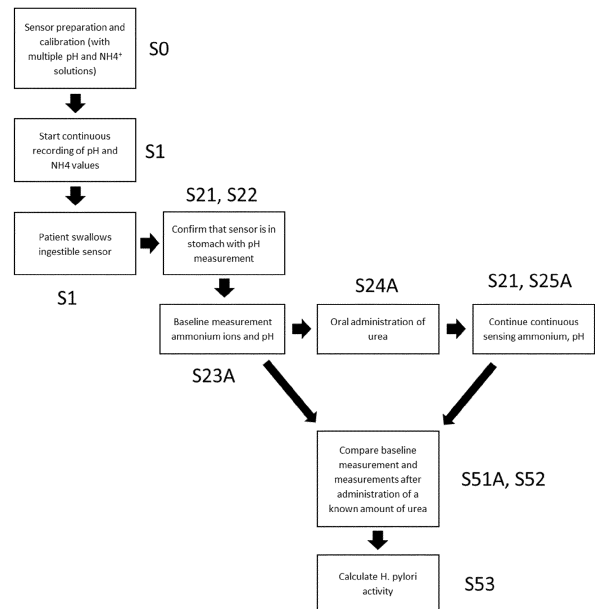 Sensor preparation and
calibration (with
multiple pH and NH4⁺
solutions)
S0
Start continuous
recording of pH and
NH4 values
S1
Patient swallows
ingestible sensor
S1
S21, S22
Confirm that sensor is in
stomach with pH
measurement
Baseline measurement
ammonium ions and pH
S23A
S24A
Oral administration of
urea
S21, S25A
Continue continuous
sensing ammonium, pH
Compare baseline
measurement and
measurements after
administration of a
known amount of urea
S51A, S52
Calculate H. pylori
activity
S53